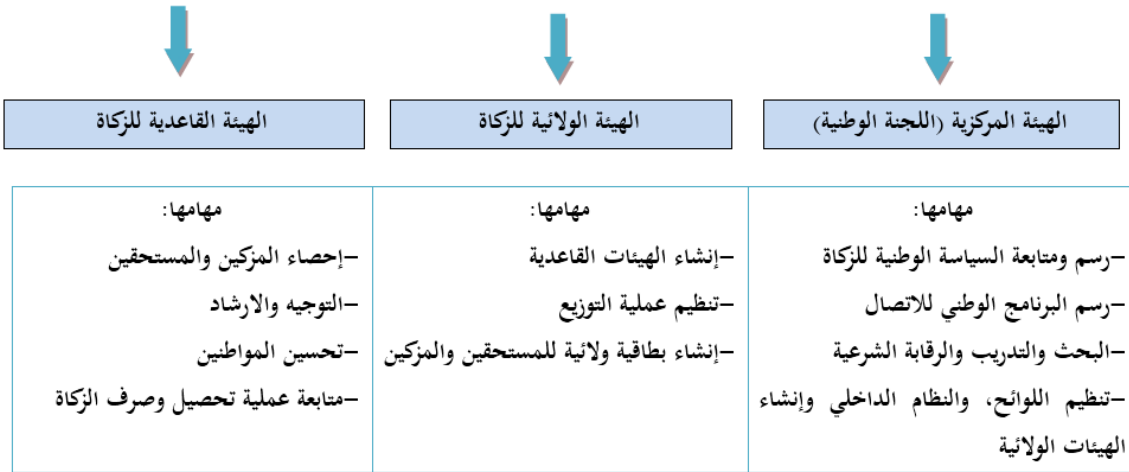 الهيئة المركزية (اللجنة الوطنية)
الهيئة الولائية للزكاة
الهيئة القاعدية للزكاة
مهامها:
-رسم ومتابعة السياسة الوطنية للزكاة
-رسم البرنامج الوطني للاتصال
-البحث والتدريب والرقابة الشرعية
-تنظيم اللوائح، والنظام الداخلي وإنشاء
الهيئات الولائية
مهامها:
-إنشاء الهيئات القاعدية
-تنظيم عملية التوزيع
-إنشاء بطاقية ولائية للمستحقين والمزكين
مهامها:
-إحصاء المزكين والمستحقين
-التوجيه والارشاد
-تحسين المواطنين
-متابعة عملية تحصيل وصرف الزكاة